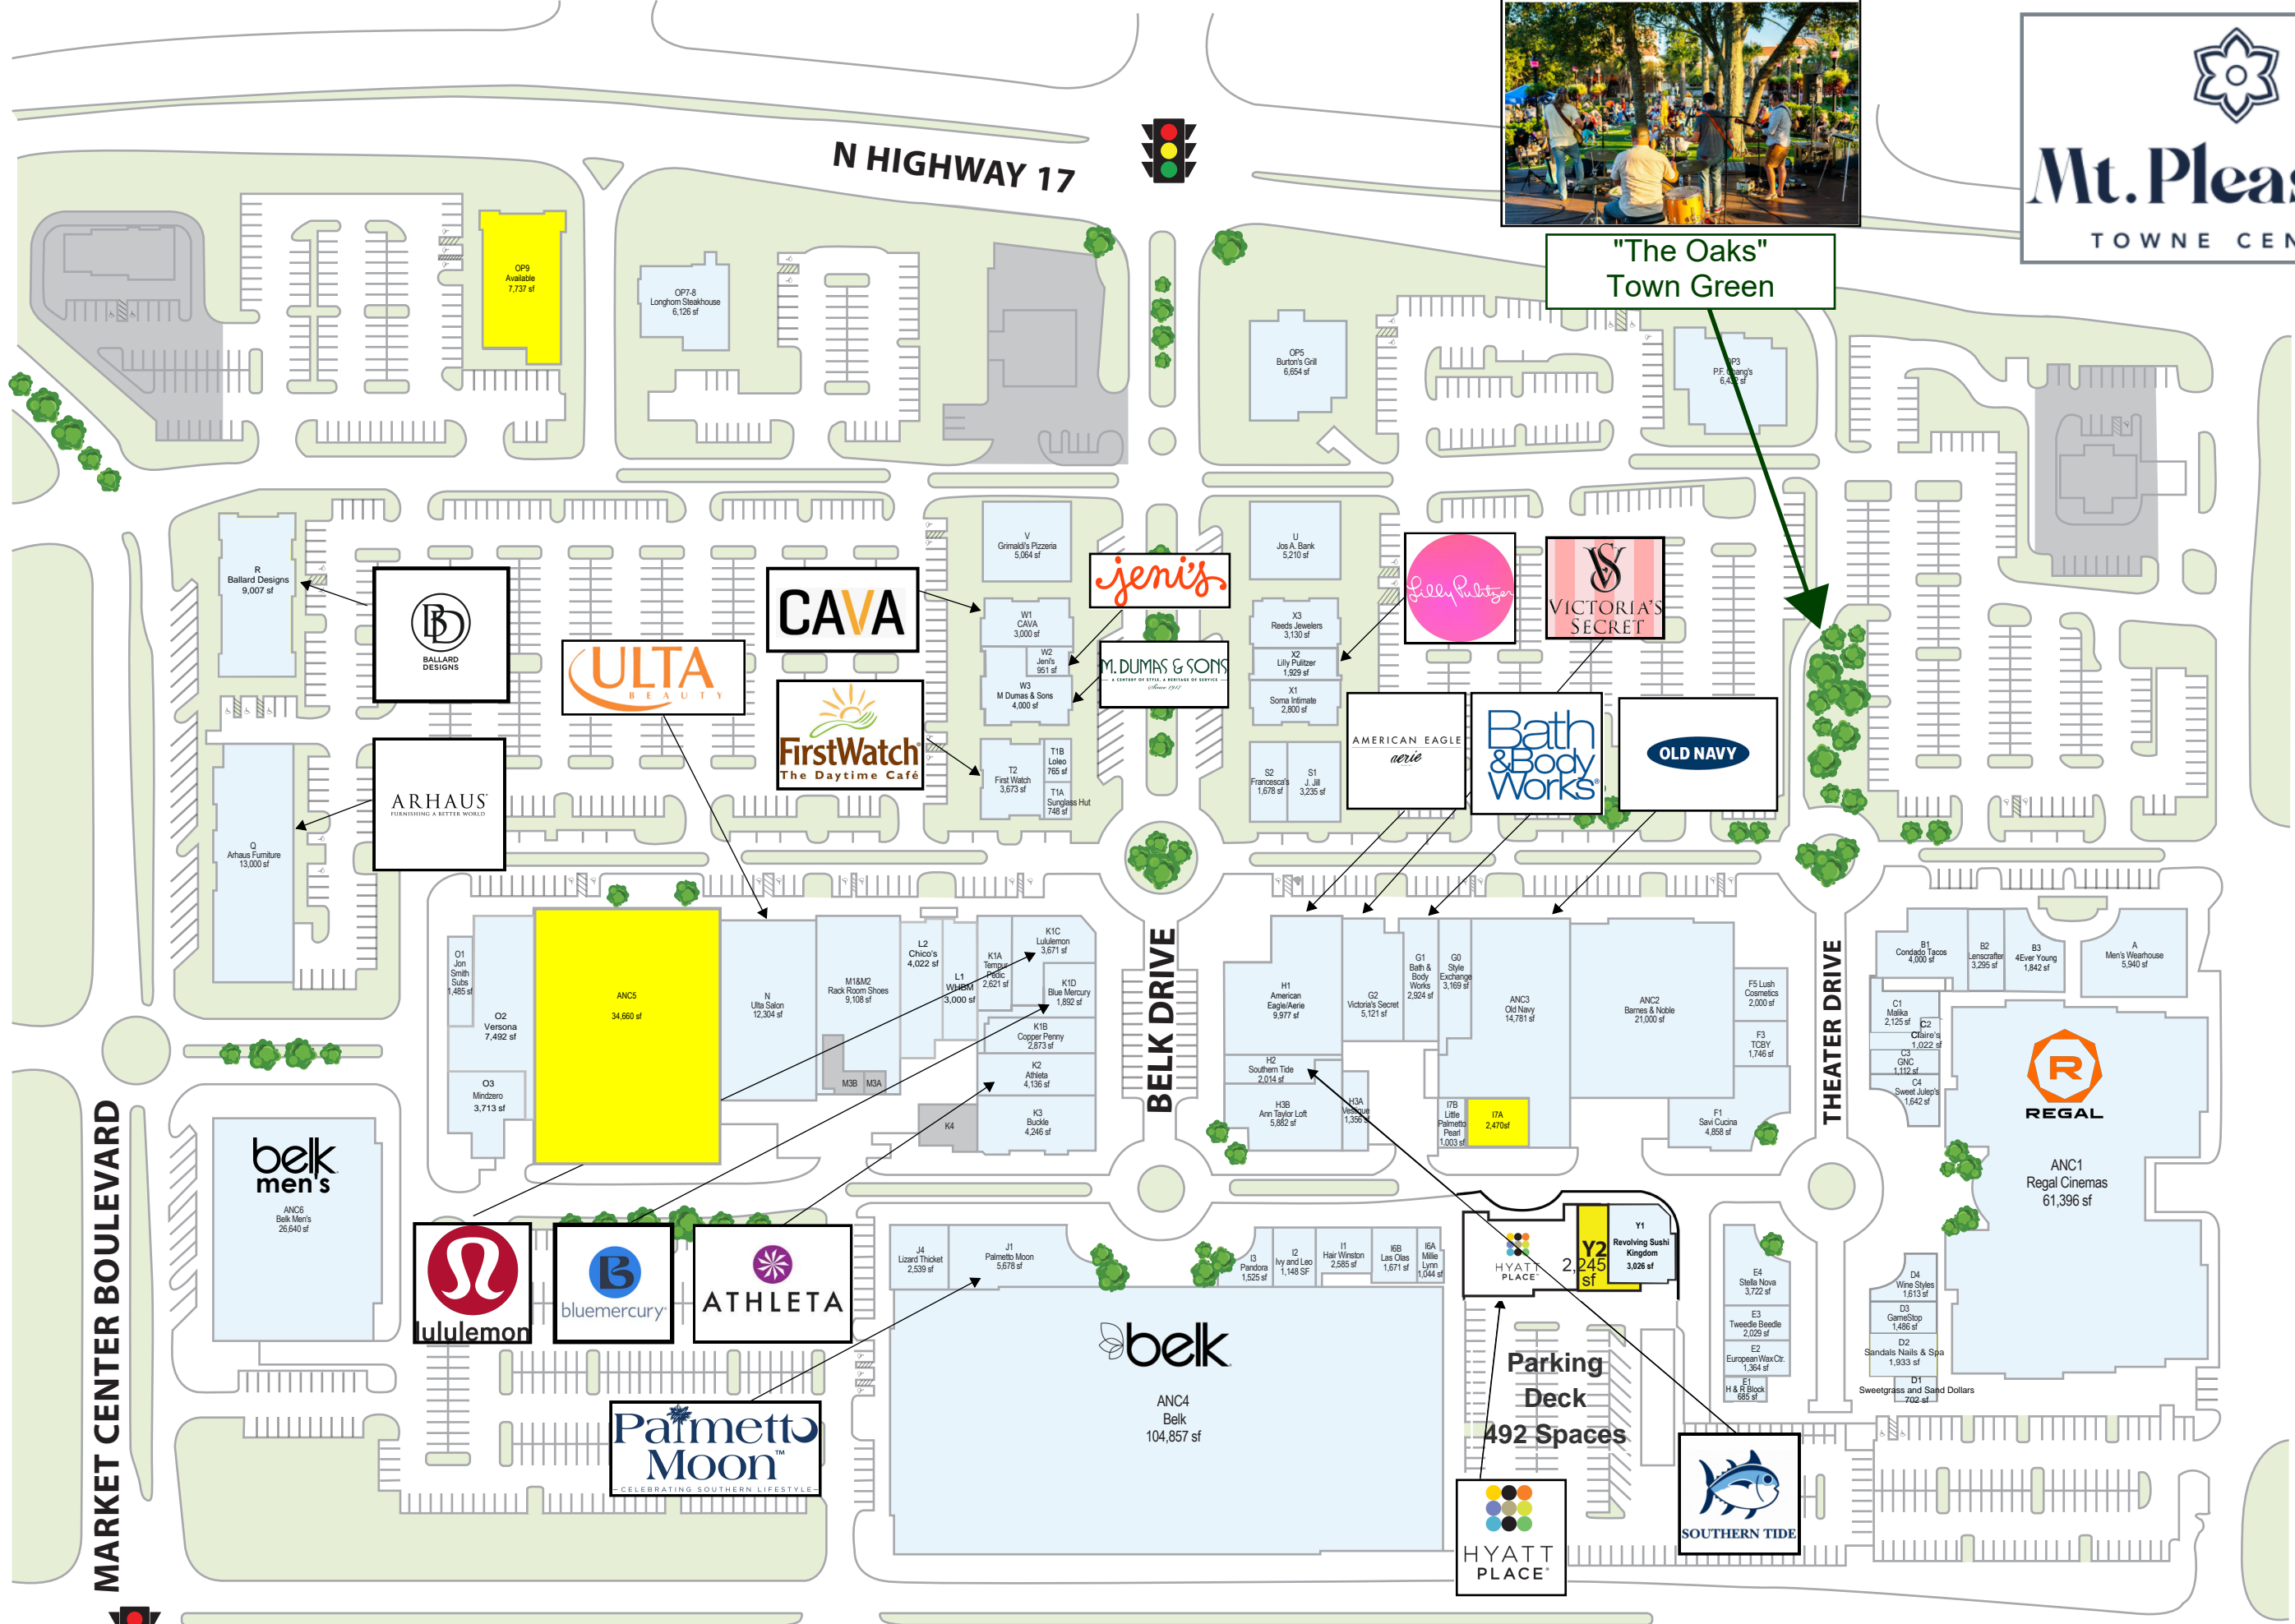 N HIGHWAY 17
"The Oaks"
Town Green
Mt. Pleas
TOWNE CEN
OP9
Available
7,737 sf
OP7-8
Longhorn Steakhouse
6,126 sf
OP5
Burton's Grill
6,654 sf
OP3
P.F. Chang's
6,432 sf
R
Ballard Designs
9,007 sf
BD
BALLARD
DESIGNS
ULTA
BEAUTY
CAVA
FirstWatch
The Daytime Café
V
Grimaldi's Pizzeria
5,064 sf
W1
CAVA
3,000 sf
W2
Jeni's
951 sf
W3
M Dumas & Sons
4,000 sf
T2
First Watch
3,673 sf
T1B
Loleo
765 sf
T1A
Sunglass Hut
748 sf
jeni's
M. DUMAS & SONS
A CENTURY OF STYLE, A HERITAGE OF SERVICE
Since 1917
U
Jos A. Bank
5,210 sf
X3
Reeds Jewelers
3,130 sf
X2
Lilly Pulitzer
1,929 sf
X1
Soma Intimate
2,800 sf
S2
Francesca's
1,678 sf
S1
J. Jill
3,235 sf
Lilly Pulitzer
VS
VICTORIA'S
SECRET
AMERICAN EAGLE
aerie
Bath
&Body
Works®
OLD NAVY
ARHAUS
FURNISHING A BETTER WORLD
Q
Arhaus Furniture
13,000 sf
O1
Jon
Smith
Subs
1,485 sf
O2
Versona
7,492 sf
O3
Mindzero
3,713 sf
ANC5
34,660 sf
N
Ulta Salon
12,304 sf
M1&M2
Rack Room Shoes
9,108 sf
M3B
M3A
L2
Chico's
4,022 sf
L1
WHBM
3,000 sf
K1A
Tempur
Pedic
2,621 sf
K1C
Lululemon
3,671 sf
K1D
Blue Mercury
1,892 sf
K1B
Copper Penny
2,873 sf
K2
Athleta
4,136 sf
K3
Buckle
4,246 sf
K4
BELK DRIVE
H1
American
Eagle/Aerie
9,977 sf
H2
Southern Tide
2,014 sf
H3B
Ann Taylor Loft
5,882 sf
H3A
Vestique
1,356 sf
G2
Victoria's Secret
5,121 sf
G1
Bath &
Body
Works
2,924 sf
G0
Style
Exchange
3,169 sf
ANC3
Old Navy
14,781 sf
I7B
Little
Palmetto
Pearl
1,003 sf
I7A
2,470sf
ANC2
Barnes & Noble
21,000 sf
F5 Lush
Cosmetics
2,000 sf
F3
TCBY
1,746 sf
F1
Savi Cucina
4,858 sf
THEATER DRIVE
B1
Condado Tacos
4,000 sf
B2
Lenscrafter
3,295 sf
B3
4Ever Young
1,842 sf
A
Men's Wearhouse
5,940 sf
C1
Malika
2,125 sf
C2
Claire's
1,022 sf
C3
GNC
1,112 sf
C4
Sweet Julep's
1,642 sf
R
REGAL
ANC1
Regal Cinemas
61,396 sf
MARKET CENTER BOULEVARD
belk
men's
ANC6
Belk Men's
26,640 sf
lululemon
B
bluemercury
ATHLETA
Palmetto
Moon™
CELEBRATING SOUTHERN LIFESTYLE
J4
Lizard Thicket
2,539 sf
J1
Palmetto Moon
5,678 sf
I3
Pandora
1,525 sf
I2
Ivy and Leo
1,148 SF
I1
Hair Winston
2,585 sf
I6B
Las Olas
1,671 sf
I6A
Millie
Lynn
1,044 sf
belk
ANC4
Belk
104,857 sf
HYATT
PLACE
Y2
2,245
sf
Y1
Revolving Sushi
Kingdom
3,026 sf
Parking
Deck
492 Spaces
HYATT
PLACE
SOUTHERN TIDE
E4
Stella Nova
3,722 sf
E3
Tweedle Beedle
2,029 sf
E2
European Wax Ctr.
1,364 sf
E1
H & R Block
685 sf
D4
Wine Styles
1,613 sf
D3
GameStop
1,486 sf
D2
Sandals Nails & Spa
1,933 sf
D1
Sweetgrass and Sand Dollars
702 sf